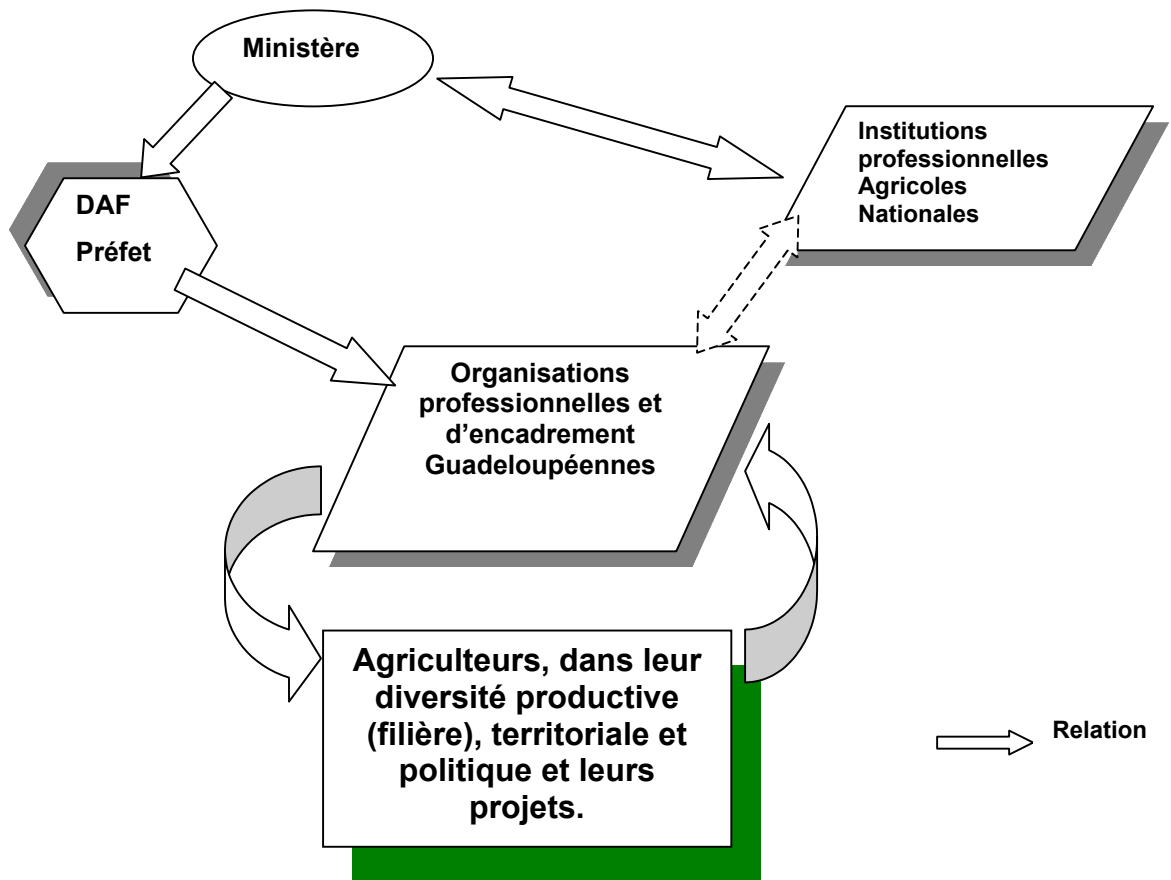 Ministère
Institutions
professionnelles
Agricoles
Nationales
DAF
Préfet
Organisations
professionnelles et
d'encadrement
Guadeloupéennes
Agriculteurs, dans leur
diversité productive
(filière), territoriale et
politique et leurs
projets.
Relation